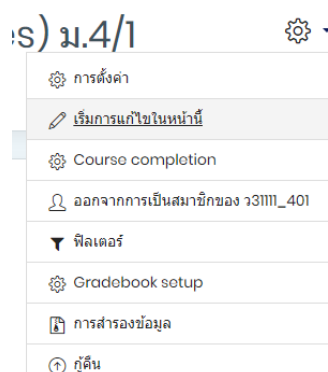 s) ม.4/1
การตั้งค่า
เริ่มการแก้ไขในหน้านี้
Course completion
ออกจากการเป็นสมาชิกของ ว31111_401
ฟิลเตอร์
Gradebook setup
การสำรองข้อมูล
กู้คืน